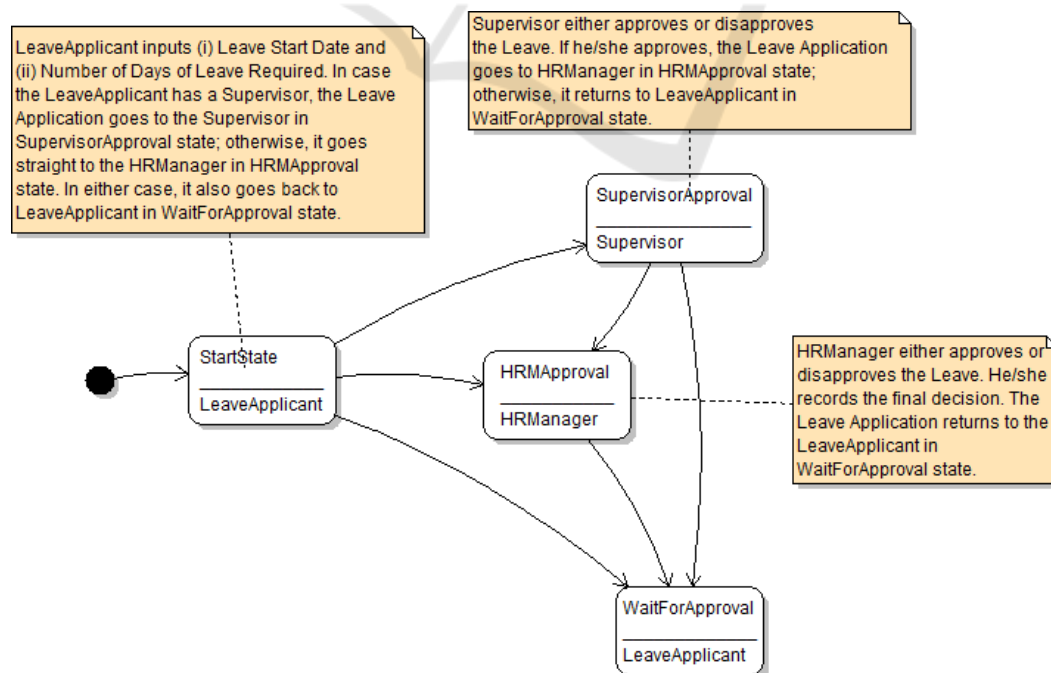 LeaveApplicant inputs (i) Leave Start Date and
(ii) Number of Days of Leave Required. In case
the LeaveApplicant has a Supervisor, the Leave
Application goes to the Supervisor in
SupervisorApproval state; otherwise, it goes
straight to the HRManager in HRMApproval
state. In either case, it also goes back to
LeaveApplicant in WaitForApproval state.
Supervisor either approves or disapproves
the Leave. If he/she approves, the Leave Application
goes to HRManager in HRMApproval state;
otherwise, it returns to LeaveApplicant in
WaitForApproval state.
SupervisorApproval
Supervisor
StartState
LeaveApplicant
HRMApproval
HRManager
HRManager either approves or
disapproves the Leave. He/she
records the final decision. The
Leave Application returns to the
LeaveApplicant in
WaitForApproval state.
WaitForApproval
LeaveApplicant